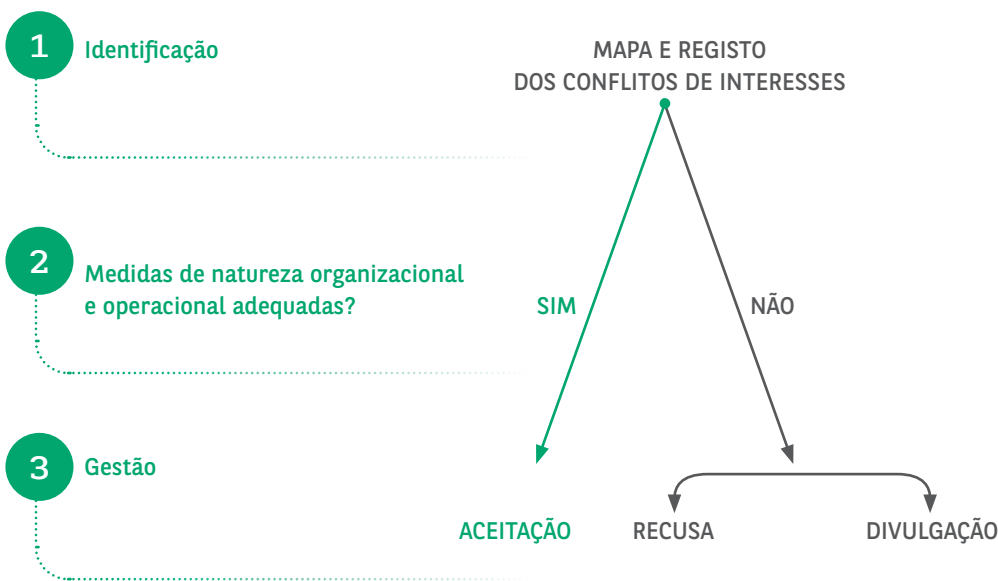 1
Identificação
MAPA E REGISTO
DOS CONFLITOS DE INTERESSES
2
Medidas de natureza organizacional
e operacional adequadas?
SIM
NÃO
3
Gestão
ACEITAÇÃO
RECUSA
DIVULGAÇÃO